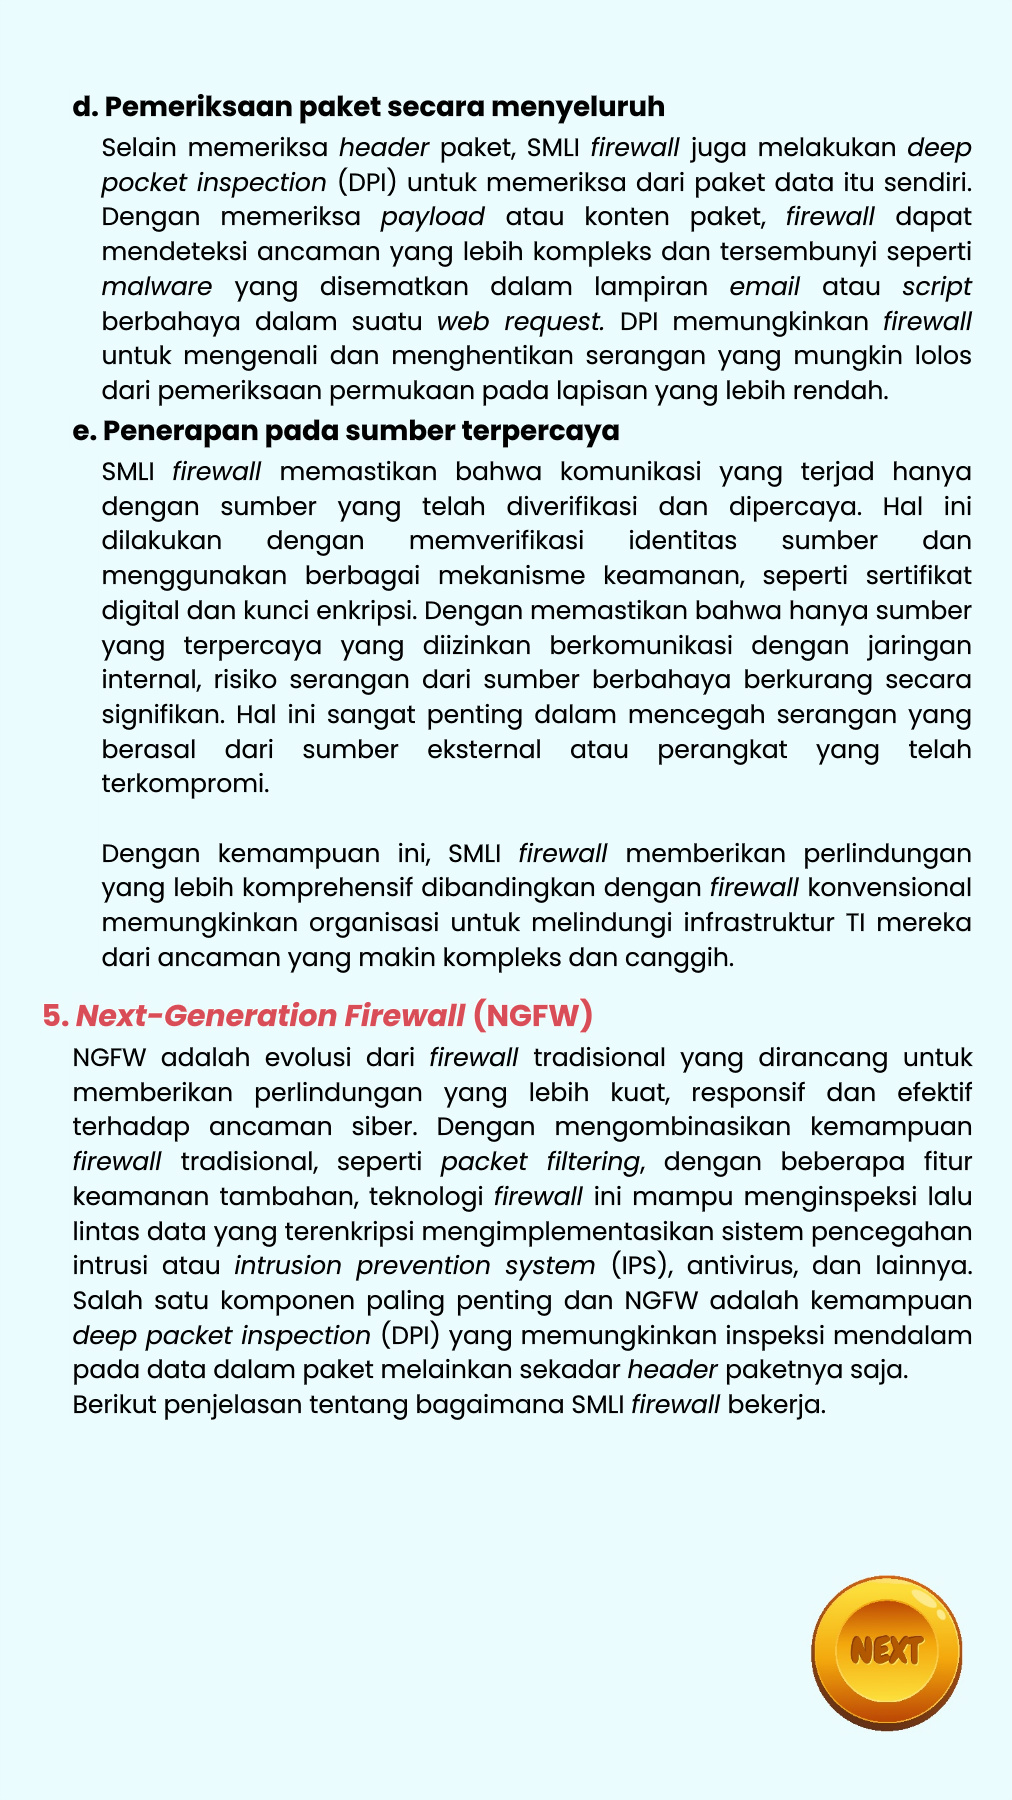 d. Pemeriksaan paket secara menyeluruh
Selain memeriksa header paket, SMLI firewall juga melakukan deep
pocket inspection (DPI) untuk memeriksa dari paket data itu sendiri.
Dengan memeriksa payload atau konten paket, firewall dapat
mendeteksi ancaman yang lebih kompleks dan tersembunyi seperti
malware yang disematkan dalam lampiran email atau script
berbahaya dalam suatu web request. DPI memungkinkan firewall
untuk mengenali dan menghentikan serangan yang mungkin lolos
dari pemeriksaan permukaan pada lapisan yang lebih rendah.
e. Penerapan pada sumber terpercaya
SMLI firewall memastikan bahwa komunikasi yang terjad hanya
dengan sumber yang telah diverifikasi dan dipercaya. Hal ini
dilakukan dengan memverifikasi identitas sumber dan
menggunakan berbagai mekanisme keamanan, seperti sertifikat
digital dan kunci enkripsi. Dengan memastikan bahwa hanya sumber
yang terpercaya yang diizinkan berkomunikasi dengan jaringan
internal, risiko serangan dari sumber berbahaya berkurang secara
signifikan. Hal ini sangat penting dalam mencegah serangan yang
berasal dari sumber eksternal atau perangkat yang telah
terkompromi.
Dengan kemampuan ini, SMLI firewall memberikan perlindungan
yang lebih komprehensif dibandingkan dengan firewall konvensional
memungkinkan organisasi untuk melindungi infrastruktur TI mereka
dari ancaman yang makin kompleks dan canggih.
5. Next-Generation Firewall (NGFW)
NGFW adalah evolusi dari firewall tradisional yang dirancang untuk
memberikan perlindungan yang lebih kuat, responsif dan efektif
terhadap ancaman siber. Dengan mengombinasikan kemampuan
firewall tradisional, seperti packet filtering, dengan beberapa fitur
keamanan tambahan, teknologi firewall ini mampu menginspeksi lalu
lintas data yang terenkripsi mengimplementasikan sistem pencegahan
intrusi atau intrusion prevention system (IPS), antivirus, dan lainnya.
Salah satu komponen paling penting dan NGFW adalah kemampuan
deep packet inspection (DPI) yang memungkinkan inspeksi mendalam
pada data dalam paket melainkan sekadar header paketnya saja.
Berikut penjelasan tentang bagaimana SMLI firewall bekerja.
NEXT